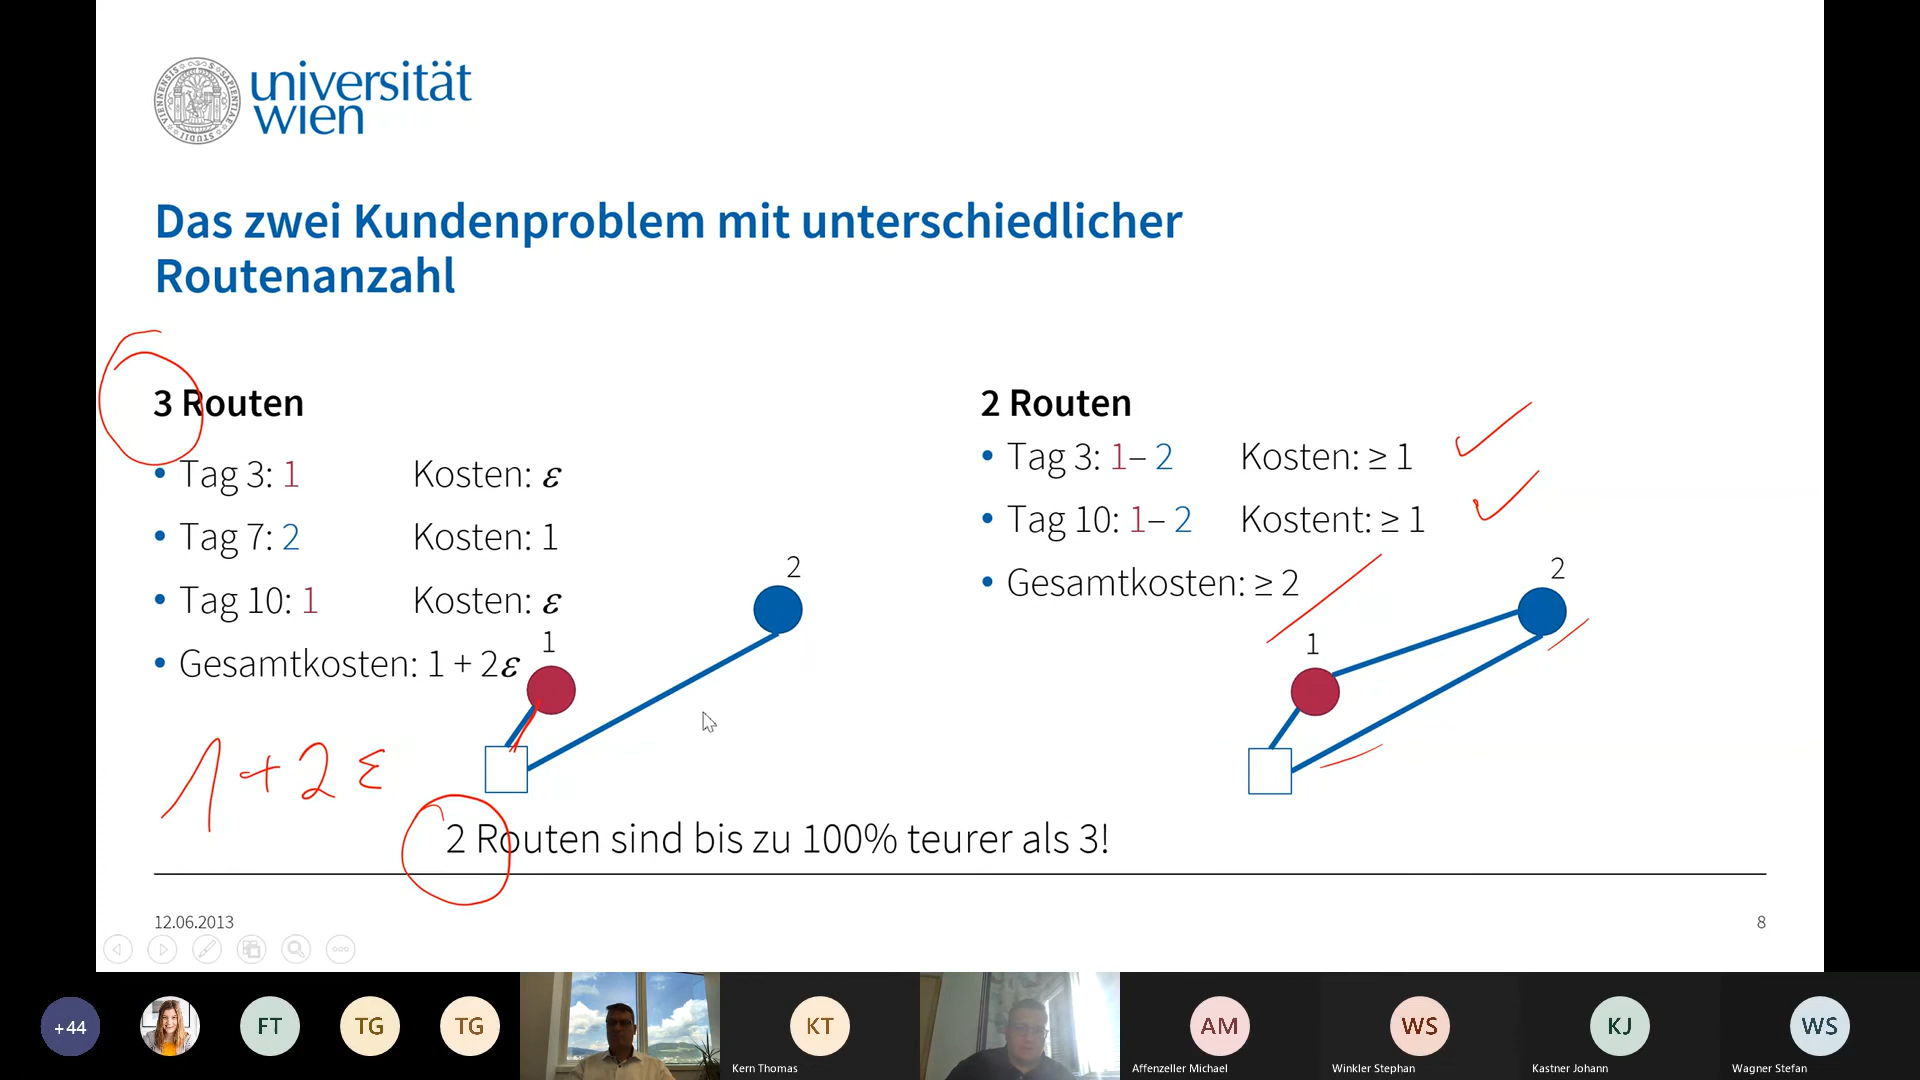 universität
wien
Das zwei Kundenproblem mit unterschiedlicher
Routenanzahl
3 Routen
• Tag 3: 1 Kosten: ε
• Tag 7: 2 Kosten: 1
• Tag 10: 1 Kosten: ε
• Gesamtkosten: 1 + 2ε
1
2
1+2ε
2 Routen
• Tag 3: 1– 2 Kosten: ≥ 1
• Tag 10: 1– 2 Kostent: ≥ 1
• Gesamtkosten: ≥ 2
1
2
2 Routen sind bis zu 100% teurer als 3!
12.06.2013
8
+44
FT
TG
TG
KT
Kern Thomas
AM
Affenzeller Michael
WS
Winkler Stephan
KJ
Kastner Johann
WS
Wagner Stefan